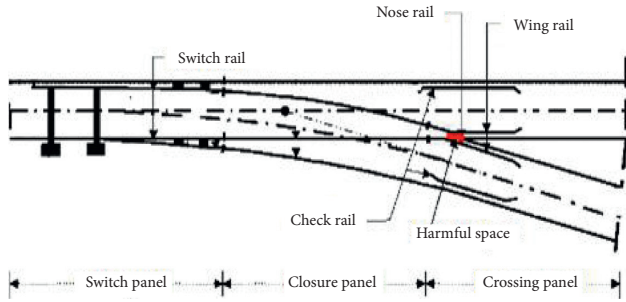 Nose rail
Wing rail
Switch rail
Check rail
Harmful space
Switch panel
Closure panel
Crossing panel